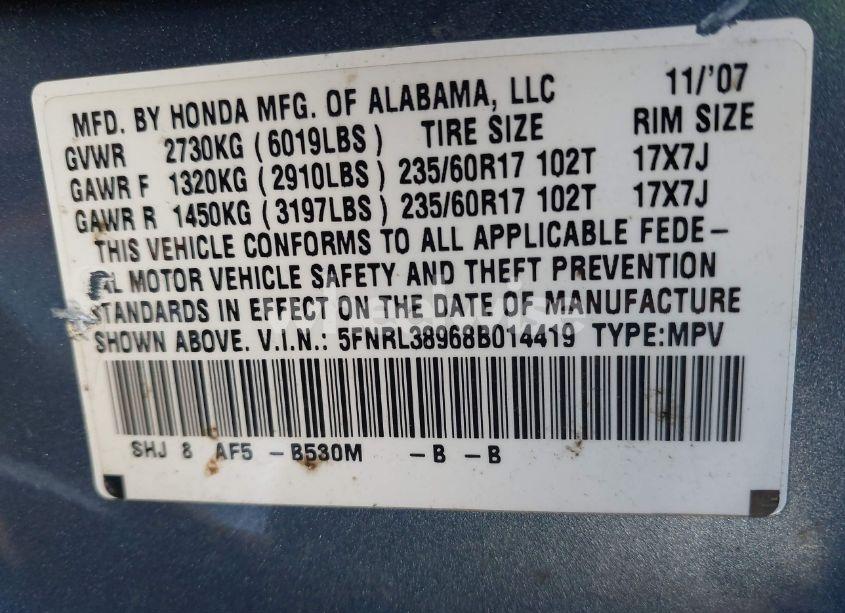 MFD. BY HONDA MFG. OF ALABAMA, LLC 11/'07
GVWR 2730KG (6019LBS) TIRE SIZE RIM SIZE
GAWR F 1320KG (2910LBS) 235/60R17 102T 17X7J
GAWR R 1450KG (3197LBS) 235/60R17 102T 17X7J
THIS VEHICLE CONFORMS TO ALL APPLICABLE FEDE-
AL MOTOR VEHICLE SAFETY AND THEFT PREVENTION
STANDARDS IN EFFECT ON THE DATE OF MANUFACTURE
SHOWN ABOVE. V.I.N.: 5FNRL38968B014419 TYPE:MPV
SHJ 8 AF5 -B530M -B -B